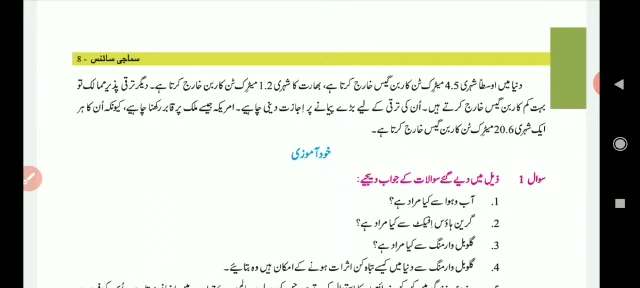 سماجی سائنس - 8
دنیا میں اوسطاً شہری 4.5 میٹرک ٹن کاربن گیس خارج کرتا ہے، بھارت کا شہری 1.2 میٹرک ٹن کاربن خارج کرتا ہے۔ دیگر ترقی پذیر ممالک تو
بہت کم کاربن گیس خارج کرتے ہیں۔ اُن کی ترقی کے لیے بڑے پیمانے پر اِجازت دینی چاہیے۔ امریکہ جیسے ملک پر قابو رکھنا چاہیے، کیونکہ اُن کا ہر
ایک شہری 20.6 میٹرک ٹن کاربن گیس خارج کرتا ہے۔
خود آموزی
سوال 1 ذیل میں دیے گئے سوالات کے جواب دیجیے :
1. آب و ہوا سے کیا مراد ہے؟
2. گرین ہاؤس اِفیکٹ سے کیا مراد ہے؟
3. گلوبل وارمنگ سے کیا مراد ہے؟
4. گلوبل وارمنگ سے دنیا میں کیسے تباہ کن اثرات ہونے کے امکان ہیں وہ بتائیے۔